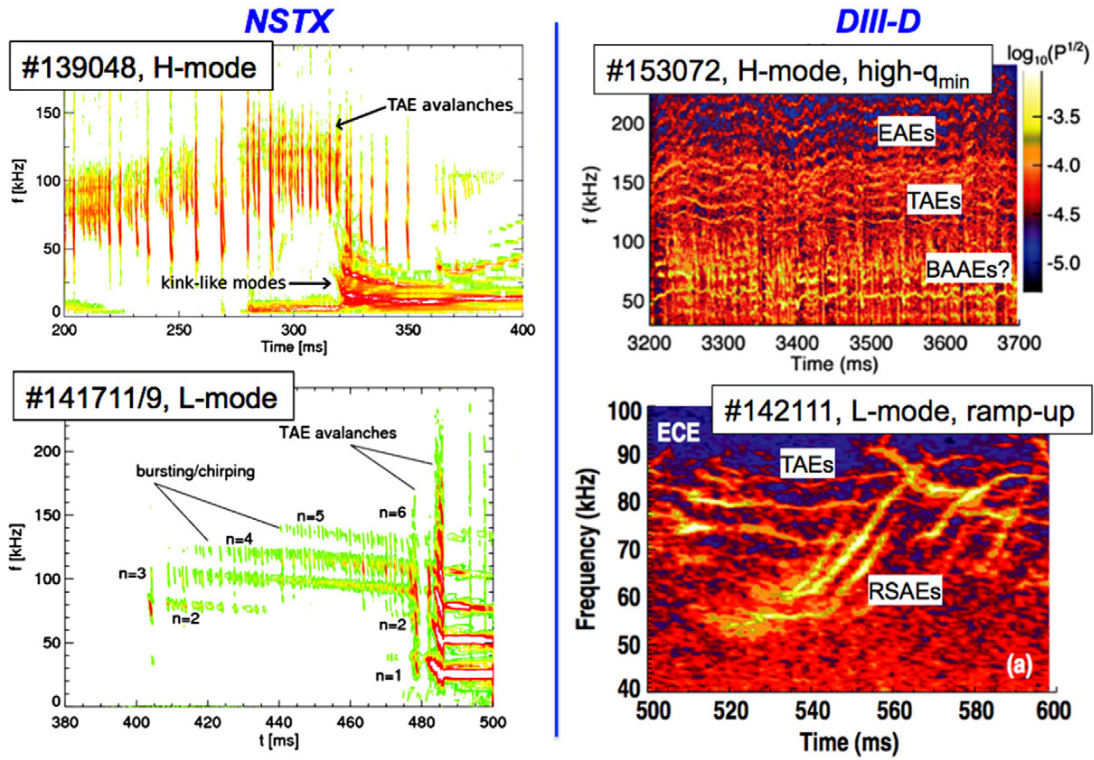 NSTX
#139048, H-mode
TAE avalanches
kink-like modes
f [kHz]
150
100
50
0
200
250
300
350
400
Time [ms]
#141711/9, L-mode
TAE avalanches
bursting/chirping
n=6
n=5
n=4
n=3
n=2
n=2
n=1
f [kHz]
200
150
100
50
0
380
400
420
440
460
480
500
t [ms]
DIII-D
#153072, H-mode, high-qmin
log10(P1/2)
EAEs
TAEs
BAAEs?
f (kHz)
200
150
100
50
-3.5
-4.0
-4.5
-5.0
3200
3300
3400
3500
3600
3700
Time (ms)
#142111, L-mode, ramp-up
ECE
TAEs
RSAEs
(a)
Frequency (kHz)
100
90
80
70
60
50
40
500
520
540
560
580
600
Time (ms)